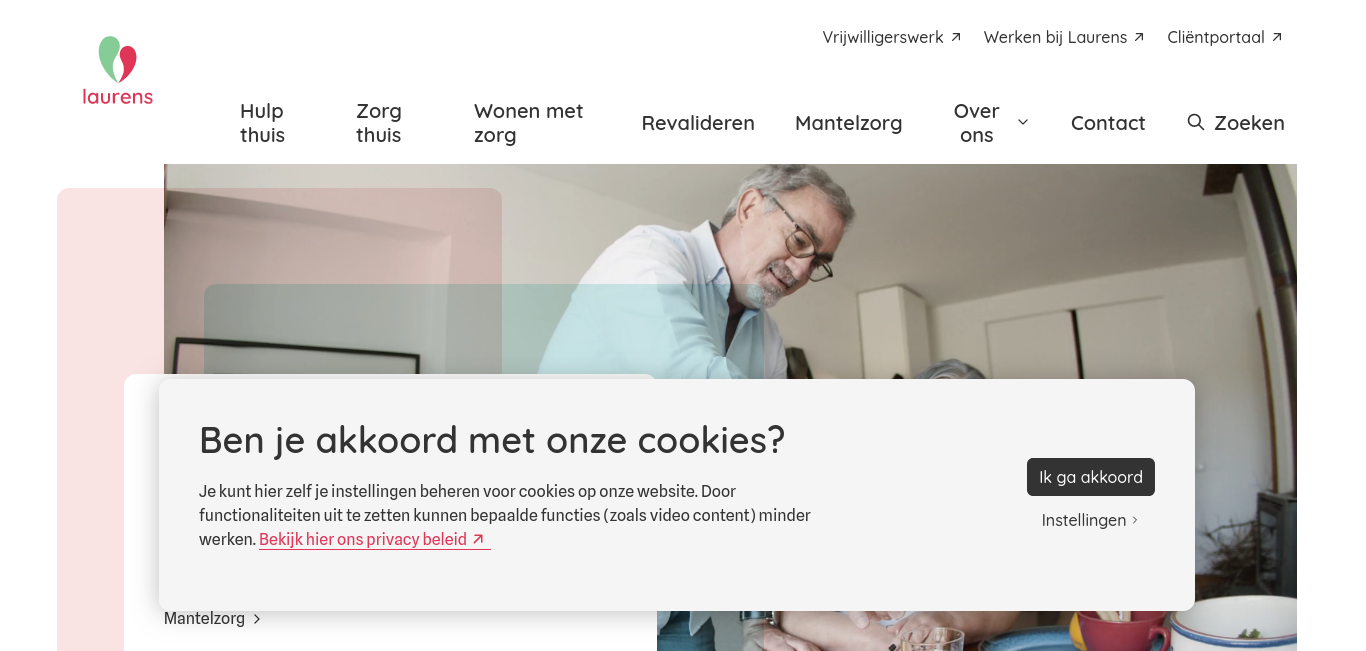 Vrijwilligerswerk
Werken bij Laurens
Cliëntportaal
laurens
Hulp
thuis
Zorg
thuis
Wonen met
zorg
Revalideren
Mantelzorg
Over
ons
Contact
Zoeken
Ben je akkoord met onze cookies?
Je kunt hier zelf je instellingen beheren voor cookies op onze website. Door
functionaliteiten uit te zetten kunnen bepaalde functies (zoals video content) minder
werken. Bekijk hier ons privacy beleid
Ik ga akkoord
Instellingen
Mantelzorg